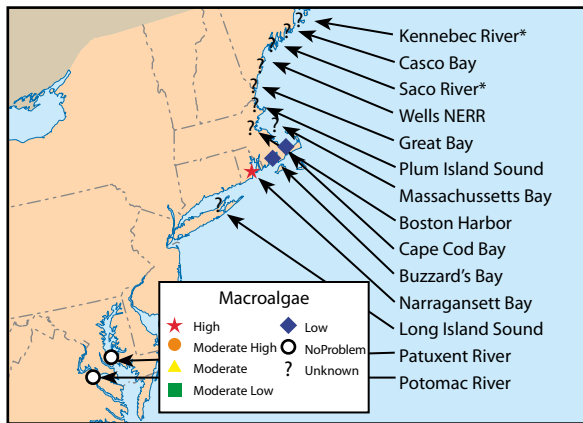 Kennebec River*
Casco Bay
Saco River*
Wells NERR
Great Bay
Plum Island Sound
Massachussetts Bay
Boston Harbor
Cape Cod Bay
Buzzard's Bay
Narragansett Bay
Long Island Sound
Patuxent River
Potomac River
?
?
?
?
?
?
?
?
?
Macroalgae
High
Moderate High
Moderate
Moderate Low
Low
NoProblem
? Unknown